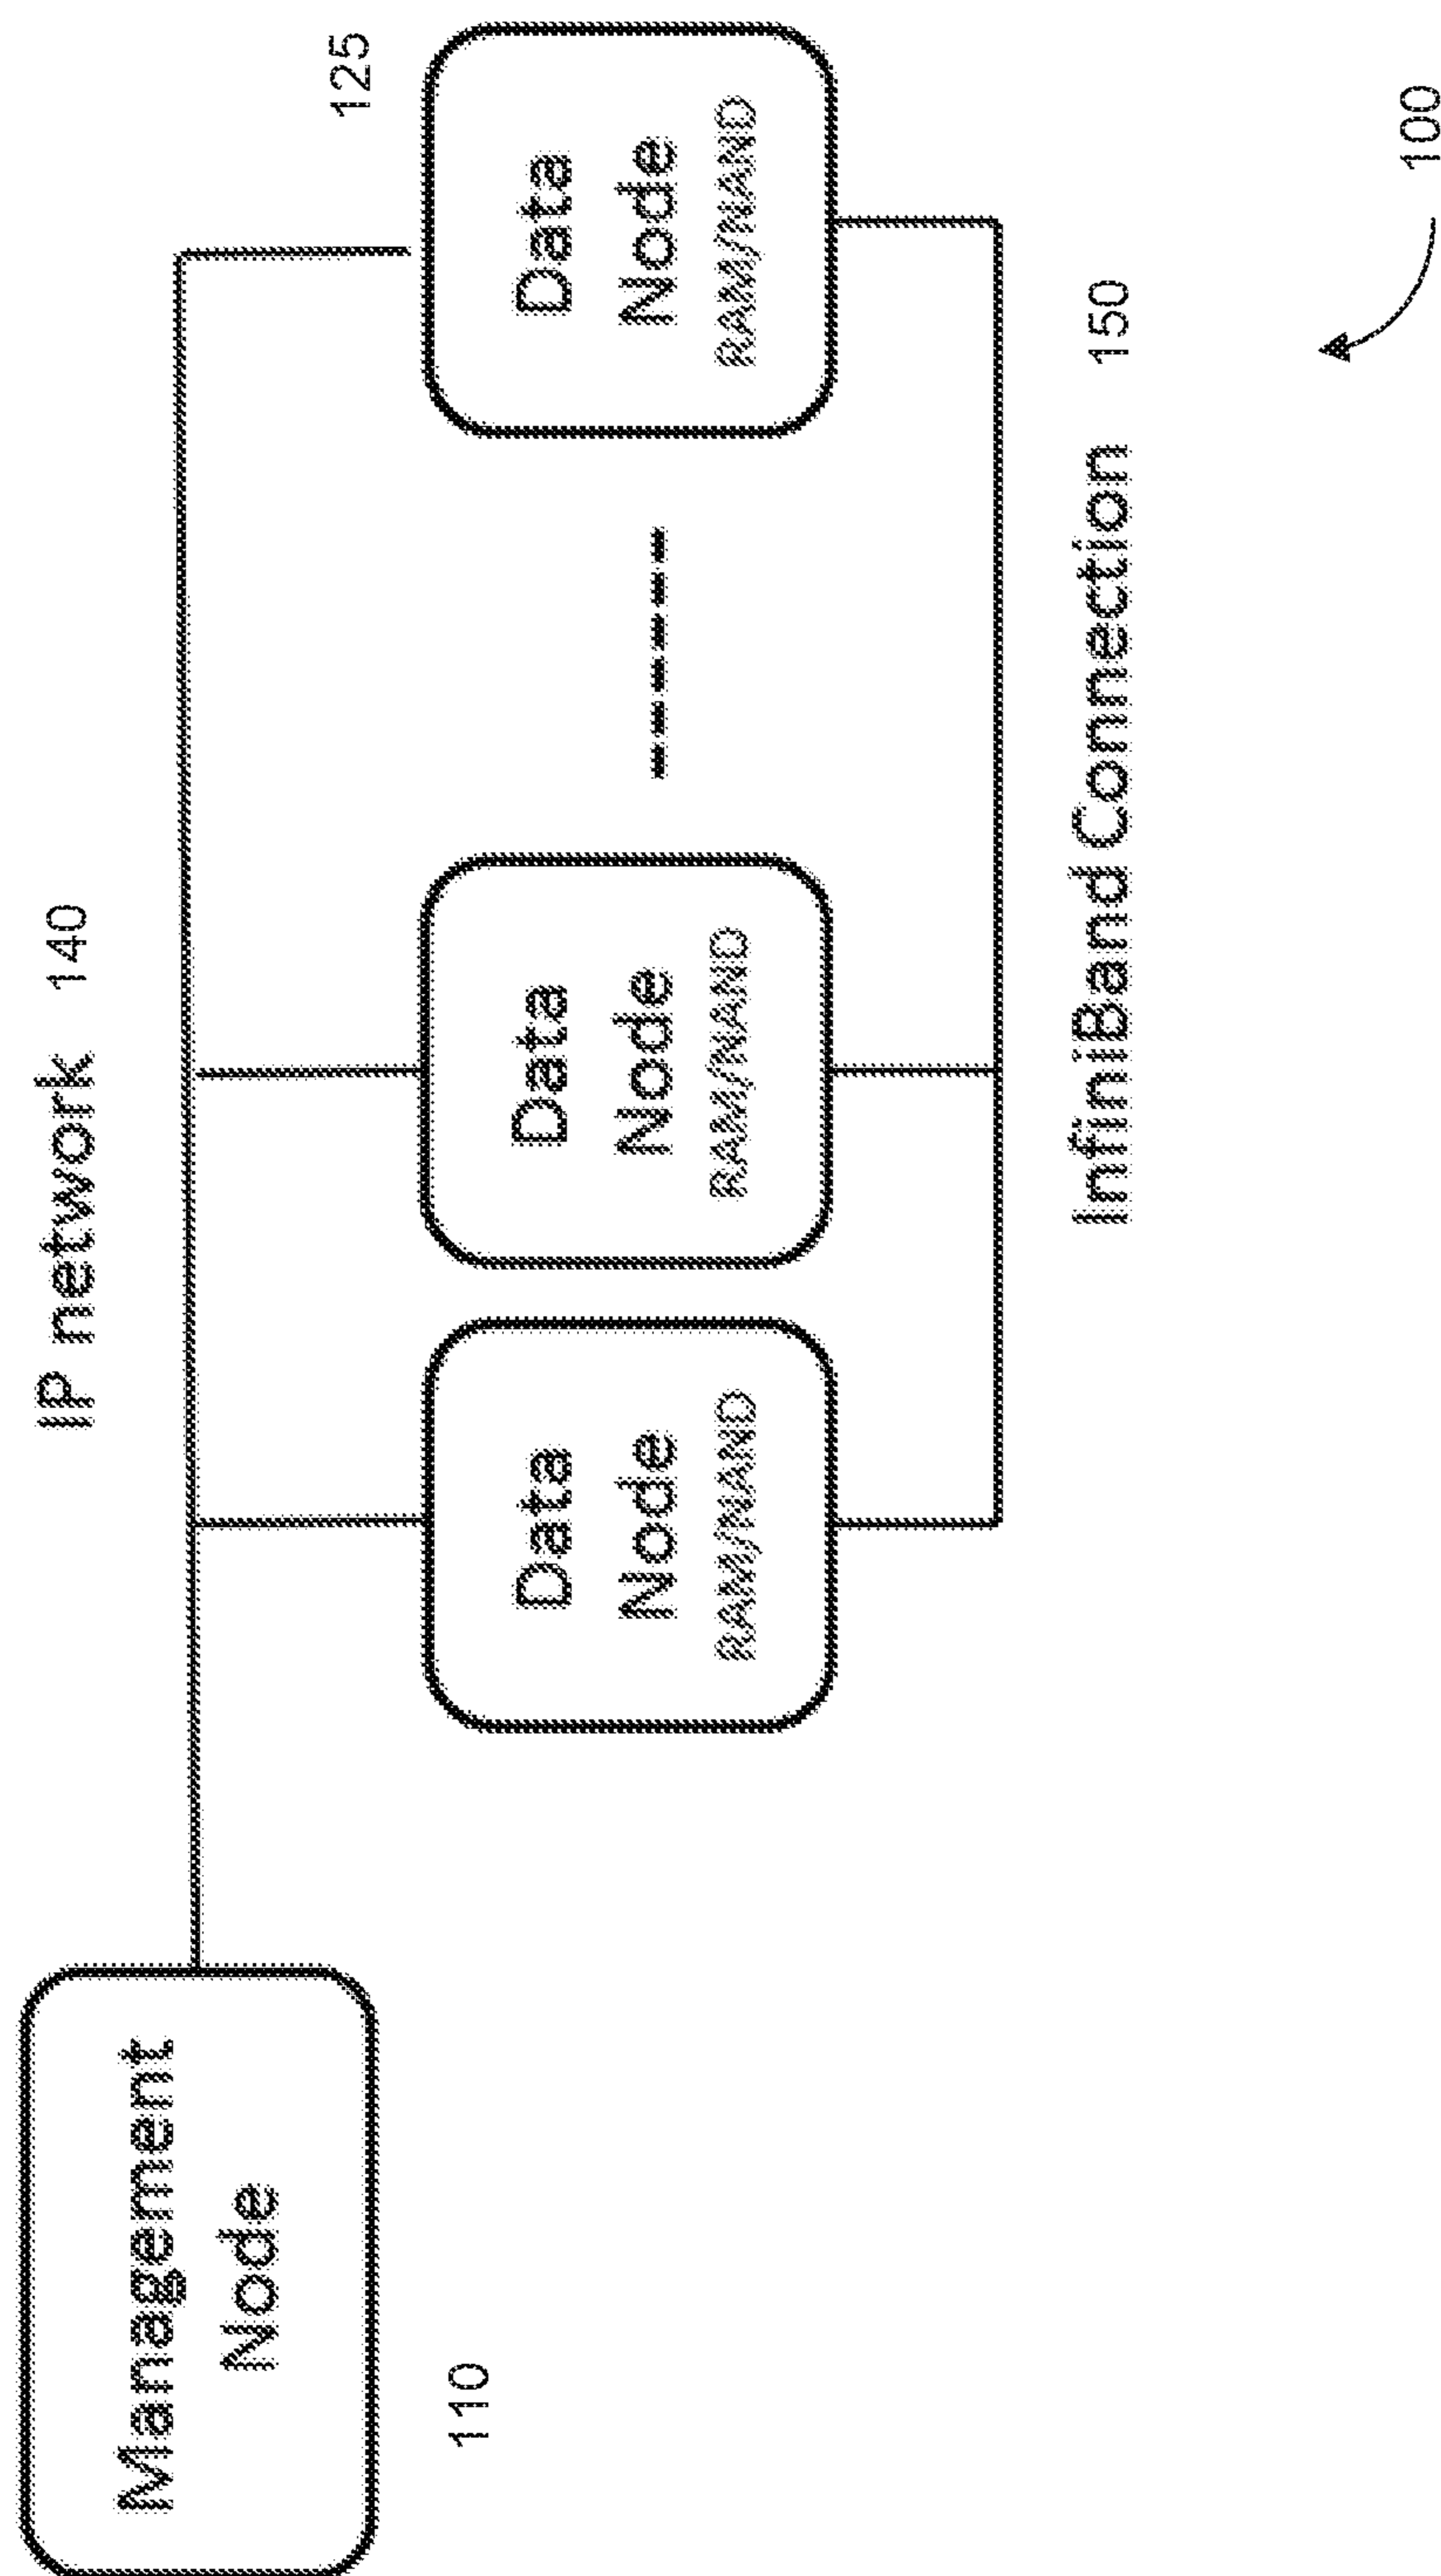 IP network 140
Management
Node
110
Data
Node
RAM/NAND
Data
Node
RAM/NAND
125
Data
Node
RAM/NAND
InfiniBand Connection 150
100